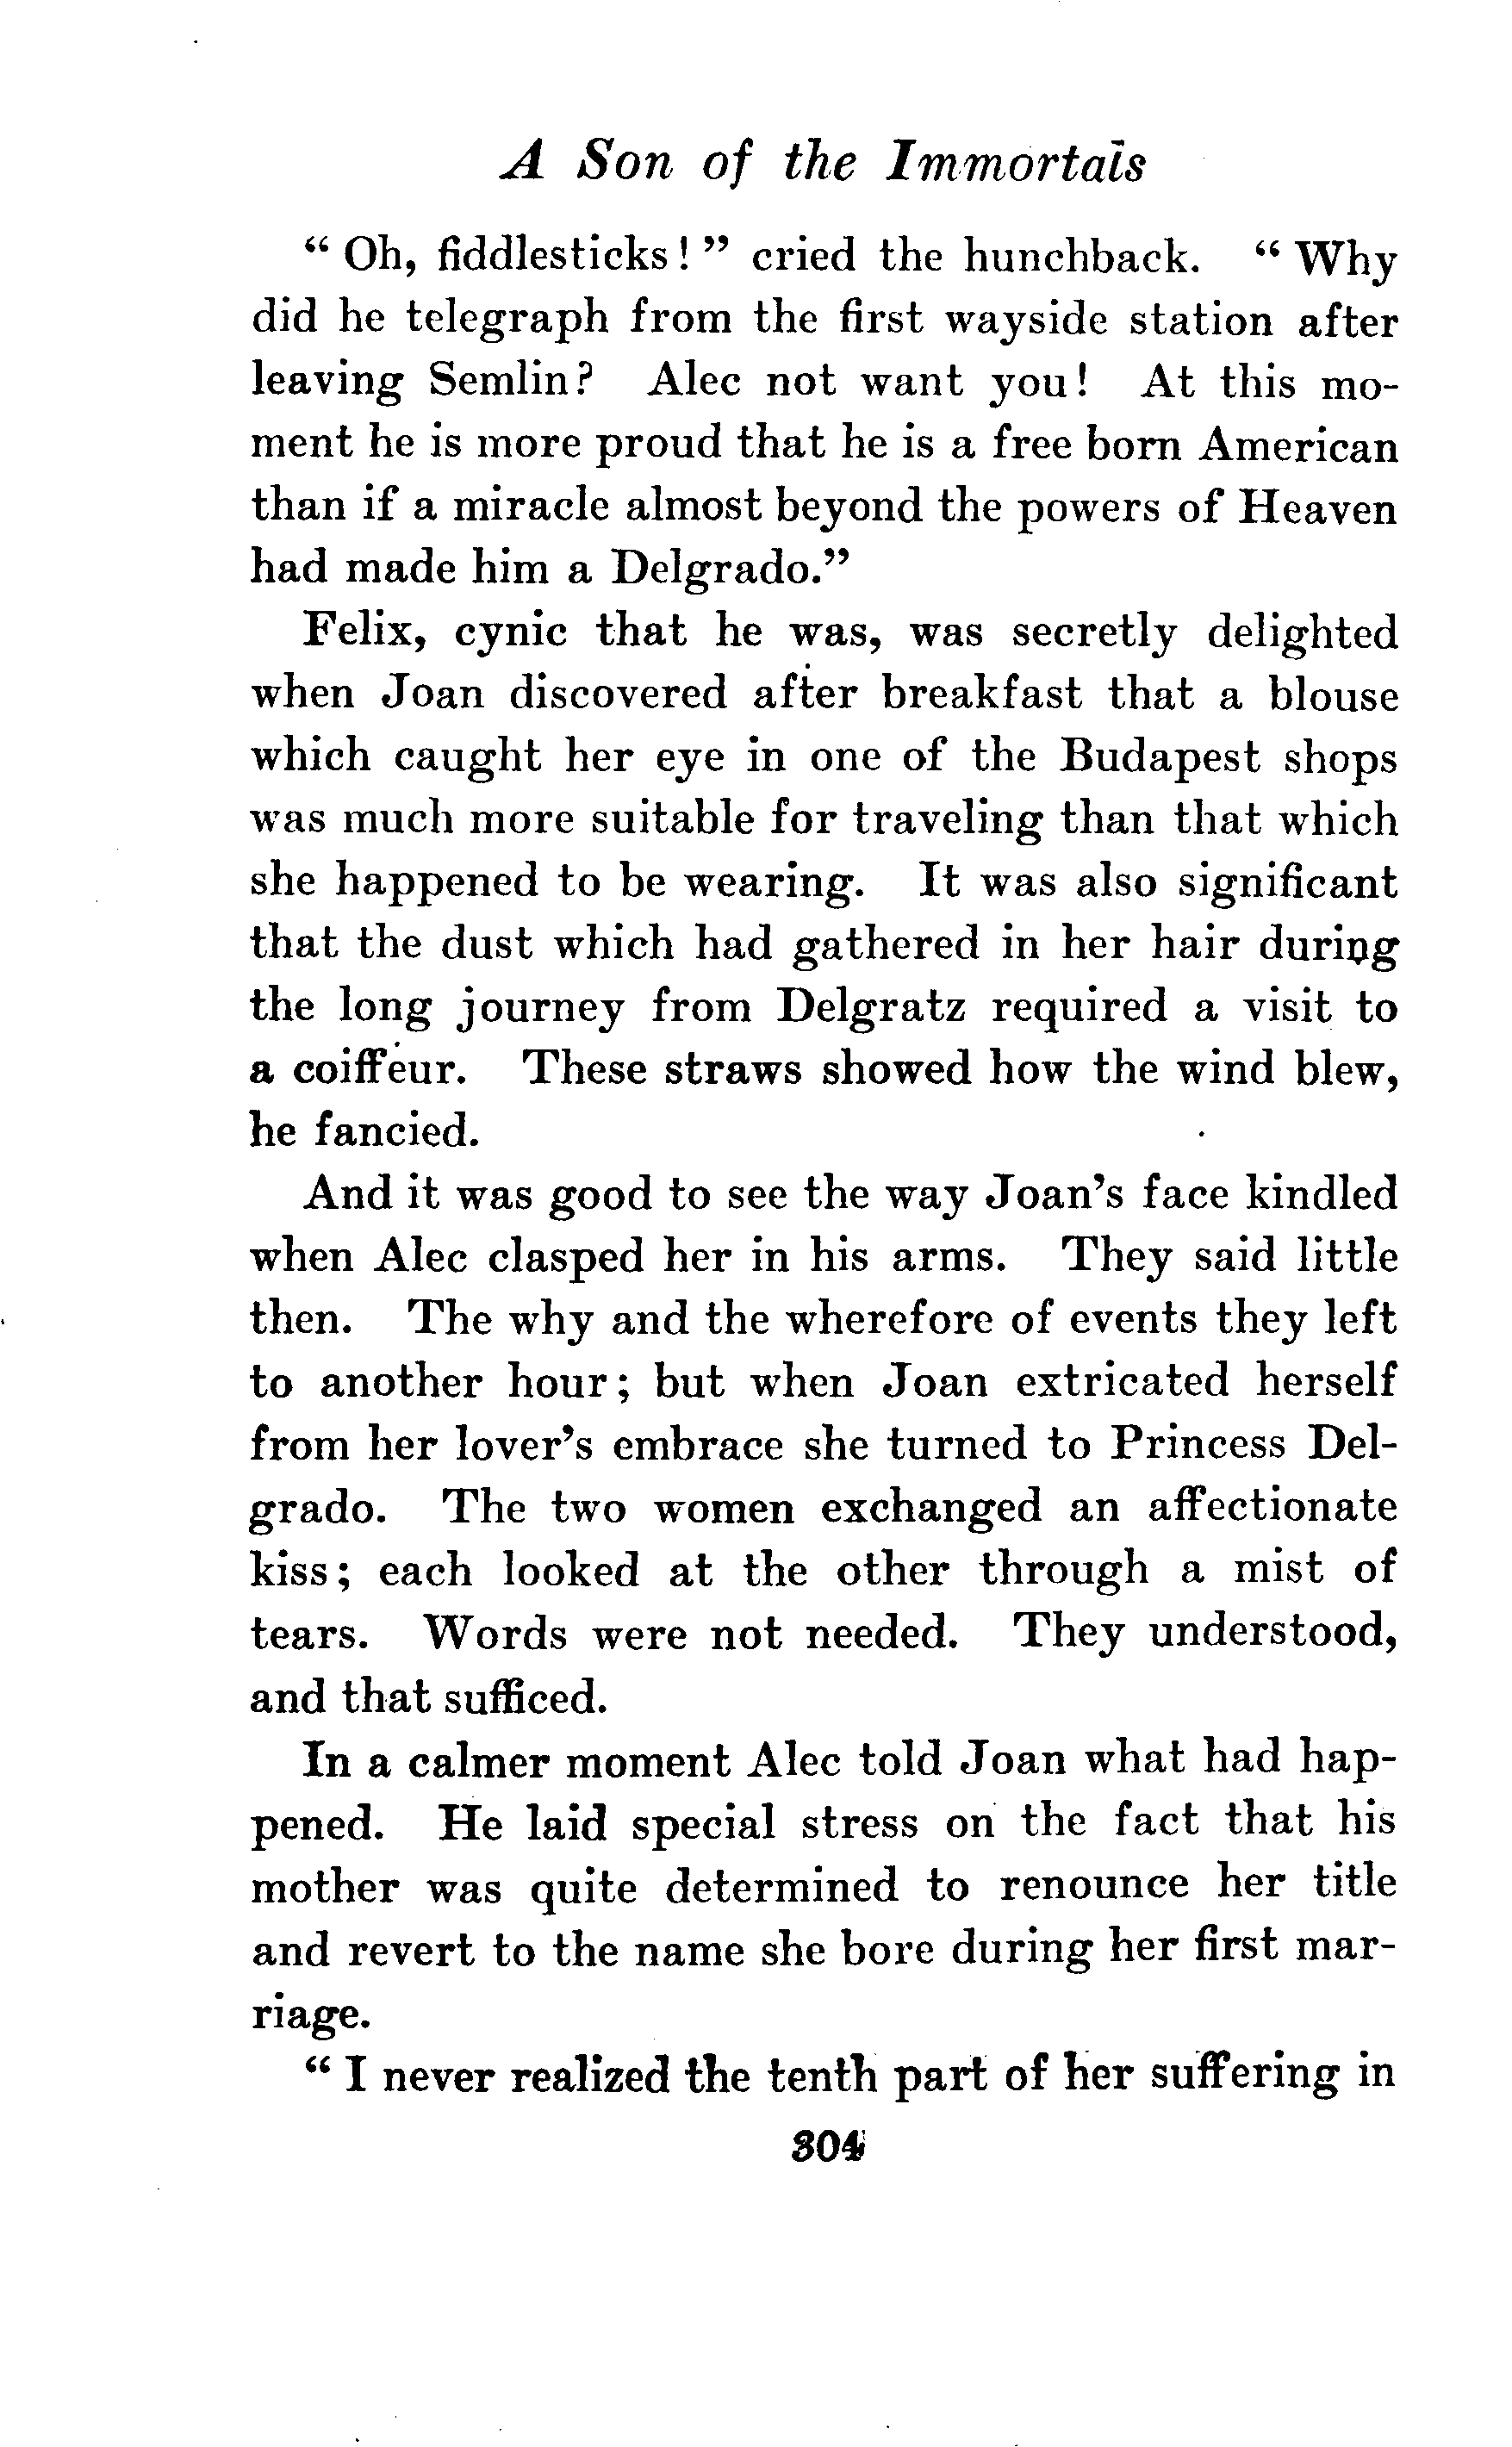 A Son of the Immortals
“ Oh, fiddlesticks! ” cried the hunchback. “ Why
did he telegraph from the first wayside station after
leaving Semlin? Alec not want you! At this mo-
ment he is more proud that he is a free born American
than if a miracle almost beyond the powers of Heaven
had made him a Delgrado.”
Felix, cynic that he was, was secretly delighted
when Joan discovered after breakfast that a blouse
which caught her eye in one of the Budapest shops
was much more suitable for traveling than that which
she happened to be wearing. It was also significant
that the dust which had gathered in her hair during
the long journey from Delgratz required a visit to
a coiffeur. These straws showed how the wind blew,
he fancied.
And it was good to see the way Joan’s face kindled
when Alec clasped her in his arms. They said little
then. The why and the wherefore of events they left
to another hour; but when Joan extricated herself
from her lover’s embrace she turned to Princess Del-
grado. The two women exchanged an affectionate
kiss; each looked at the other through a mist of
tears. Words were not needed. They understood,
and that sufficed.
In a calmer moment Alec told Joan what had hap-
pened. He laid special stress on the fact that his
mother was quite determined to renounce her title
and revert to the name she bore during her first mar-
riage.
“ I never realized the tenth part of her suffering in
304